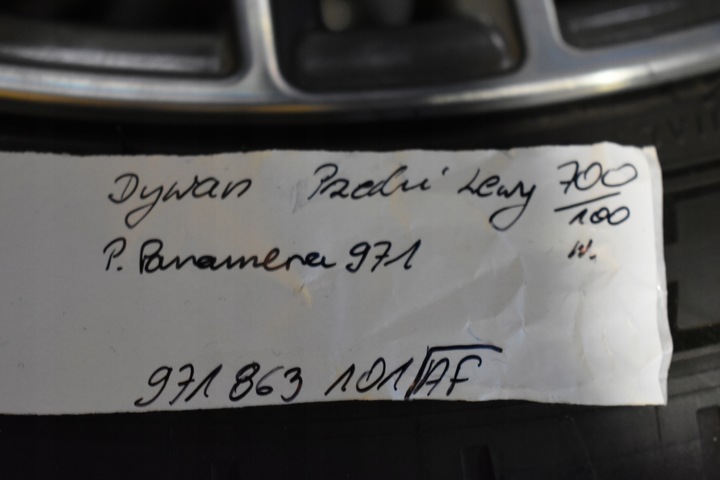 Dywan Przedni Lewy 700/100
P. Panamera 971 w.
971 863 101 AF